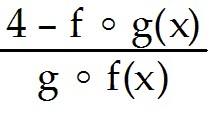 4 – f ∘ g(x)
g ∘ f(x)